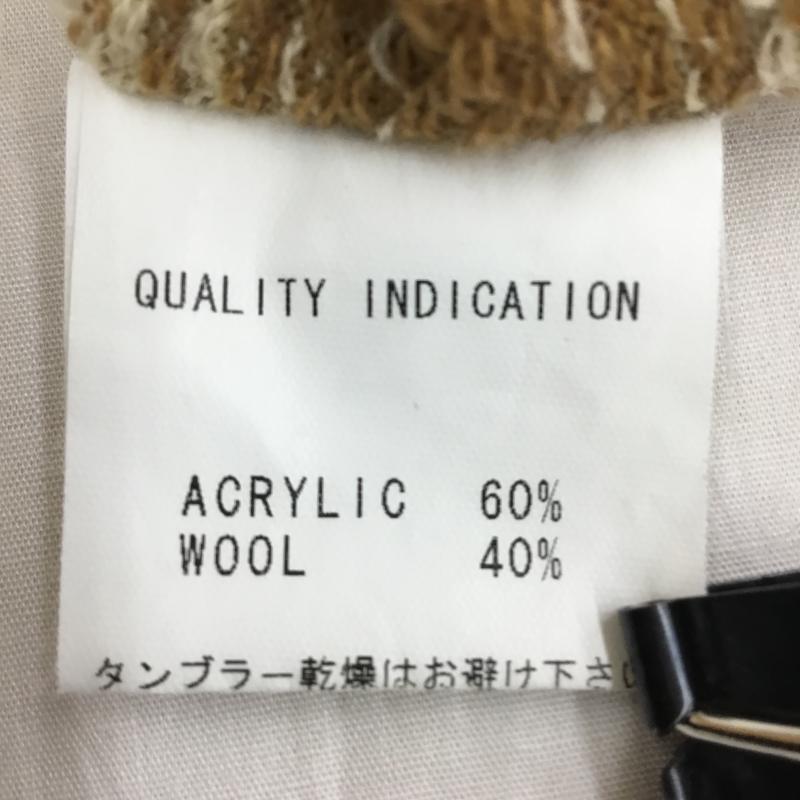 QUALITY INDICATION
ACRYLIC 60%
WOOL 40%
タンブラー乾燥はお避け下さい